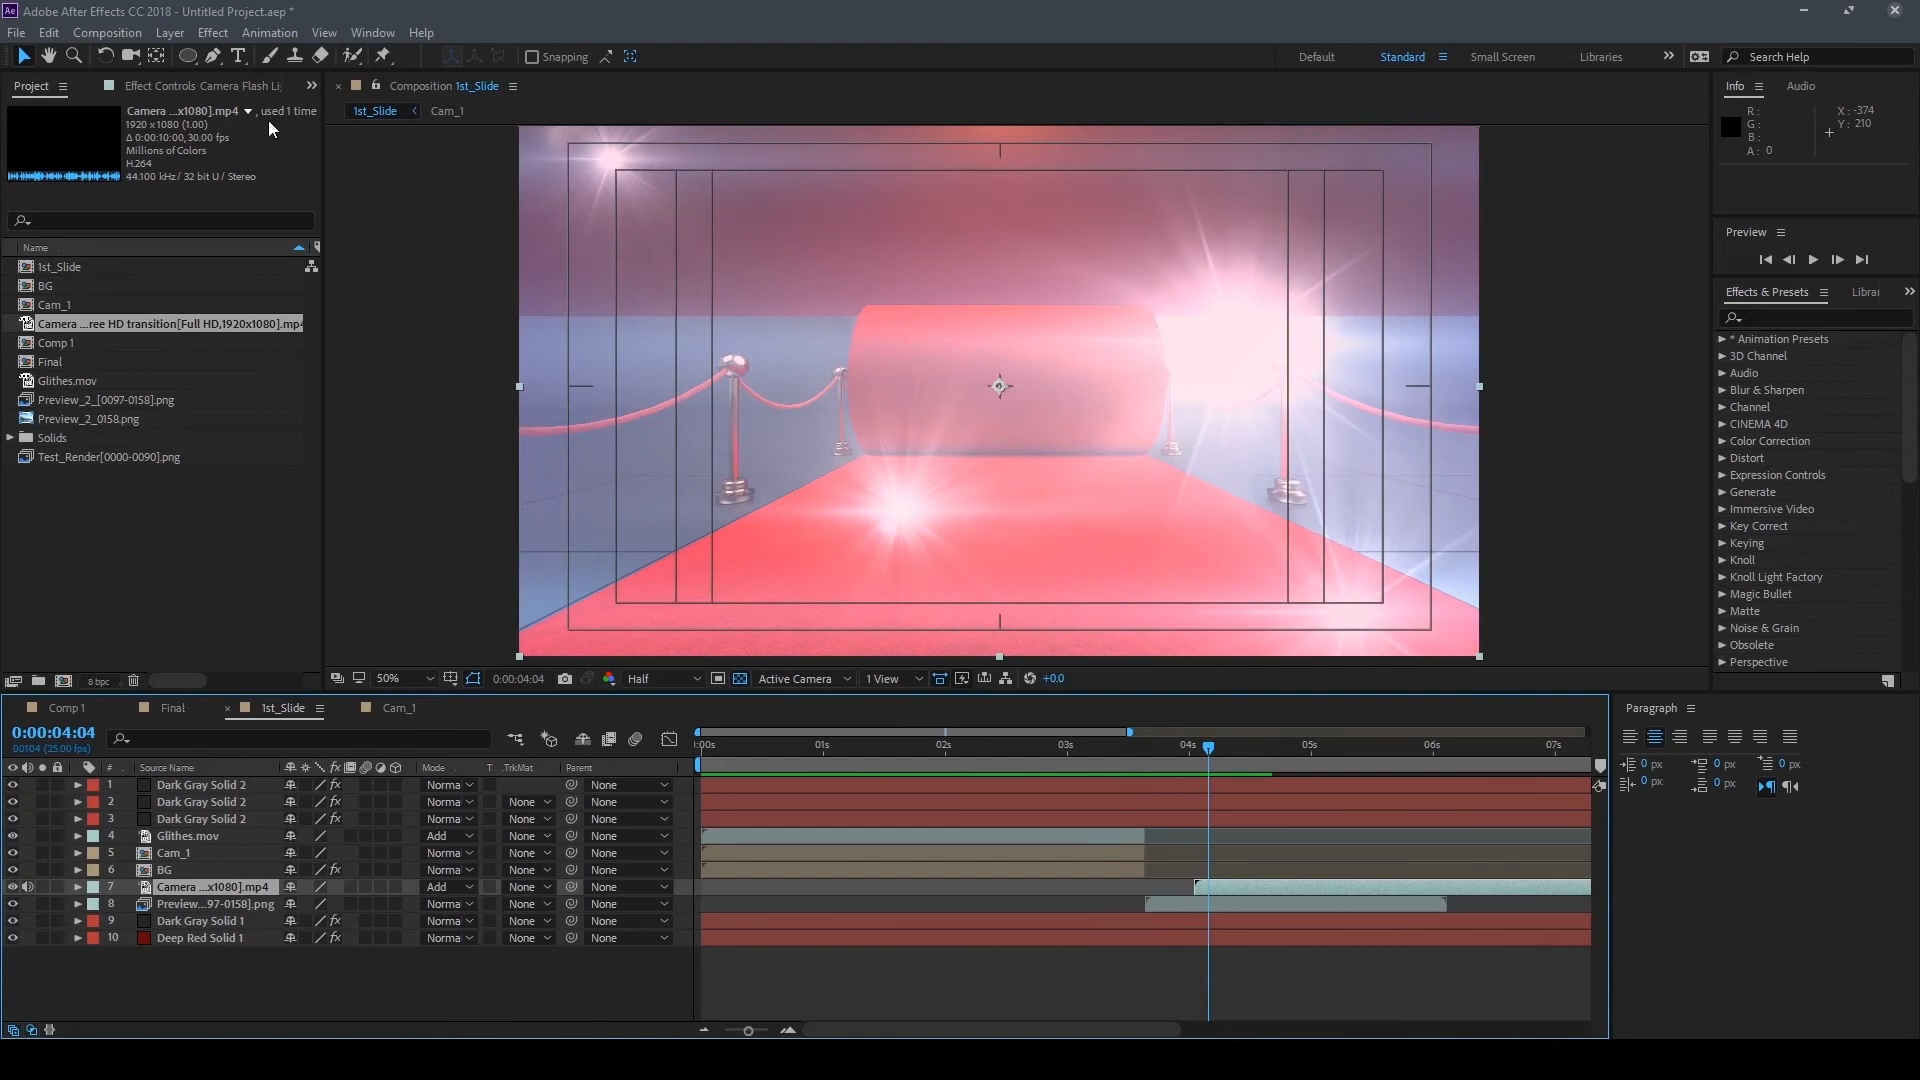 Ae Adobe After Effects CC 2018 - Untitled Project.aep *
File Edit Composition Layer Effect Animation View Window Help
Snapping Default Standard Small Screen Libraries Search Help
Project Effect Controls Camera Flash Li
Composition 1st_Slide
Info Audio
Camera ...x1080].mp4 , used 1 time
1920 x 1080 (1.00)
Δ 0:00:10:00, 30.00 fps
Millions of Colors
H.264
44.100 kHz / 32 bit U / Stereo
1st_Slide Cam_1
R: X: -374
G: Y: 210
B:
A: 0
Name
1st_Slide
BG
Cam_1
Camera ...ree HD transition[Full HD,1920x1080].mp4
Comp 1
Final
Glithes.mov
Preview_2_[0097-0158].png
Preview_2_0158.png
Solids
Test_Render[0000-0090].png
8 bpc
Preview
Effects & Presets Librar
* Animation Presets
3D Channel
Audio
Blur & Sharpen
Channel
CINEMA 4D
Color Correction
Distort
Expression Controls
Generate
Immersive Video
Key Correct
Keying
Knoll
Knoll Light Factory
Magic Bullet
Matte
Noise & Grain
Obsolete
Perspective
50% 0:00:04:04 Half Active Camera 1 View +0.0
Comp 1 Final 1st_Slide Cam_1
0:00:04:04
00104 (25.00 fps)
:00s 01s 02s 03s 04s 05s 06s 07s
# Source Name fx Mode T .TrkMat Parent
1 Dark Gray Solid 2 fx Norma None
2 Dark Gray Solid 2 fx Norma None None
3 Dark Gray Solid 2 fx Norma None None
4 Glithes.mov Add None None
5 Cam_1 Norma None None
6 BG fx Norma None None
7 Camera ...x1080].mp4 Add None None
8 Preview...97-0158].png Norma None None
9 Dark Gray Solid 1 fx Norma None None
10 Deep Red Solid 1 fx Norma None None
Paragraph
0 px 0 px 0 px
0 px 0 px